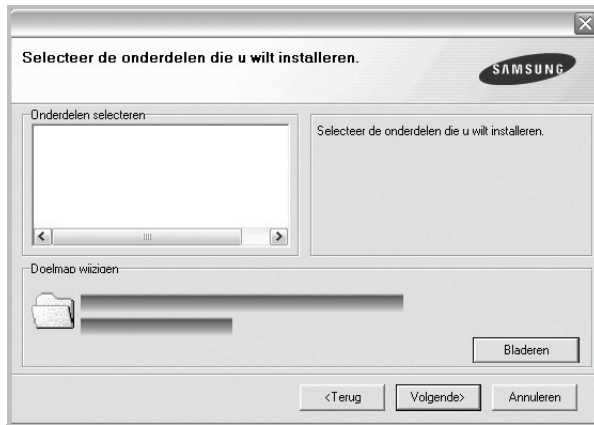 Selecteer de onderdelen die u wilt installeren.
SAMSUNG
Onderdelen selecteren
Selecteer de onderdelen die u wilt installeren.
Doelmap wijzigen
Bladeren
<Terug
Volgende>
Annuleren